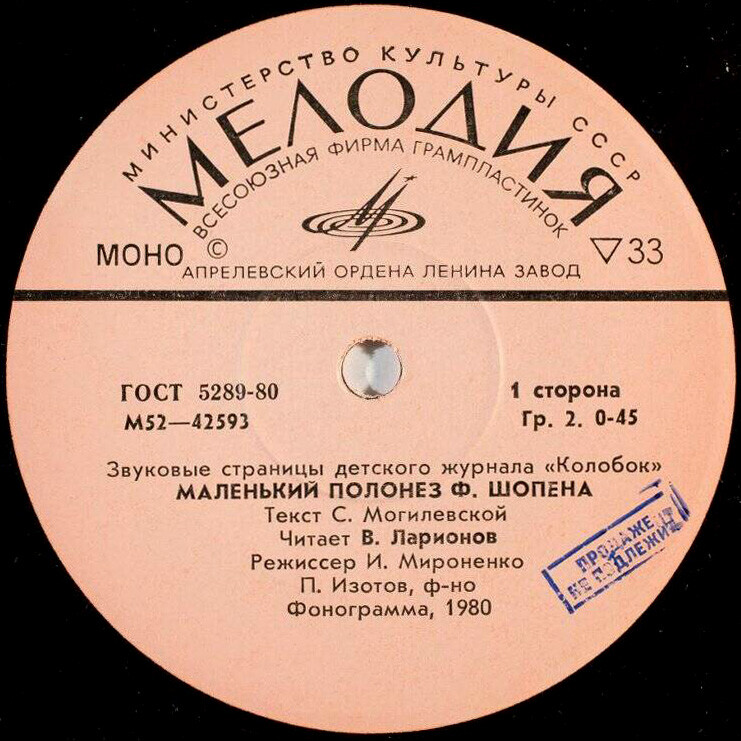 МИНИСТЕРСТВО КУЛЬТУРЫ СССР
МЕЛОДИЯ
ВСЕСОЮЗНАЯ ФИРМА ГРАМПЛАСТИНОК
МОНО © ▽33
АПРЕЛЕВСКИЙ ОРДЕНА ЛЕНИНА ЗАВОД
ГОСТ 5289-80 1 сторона
М52—42593 Гр. 2. 0-45
Звуковые страницы детского журнала «Колобок»
МАЛЕНЬКИЙ ПОЛОНЕЗ Ф. ШОПЕНА
Текст С. Могилевской
Читает В. Ларионов
Режиссер И. Мироненко
П. Изотов, ф-но
Фонограмма, 1980
ПРОДАЖЕ
НЕ ПОДЛЕЖИТ